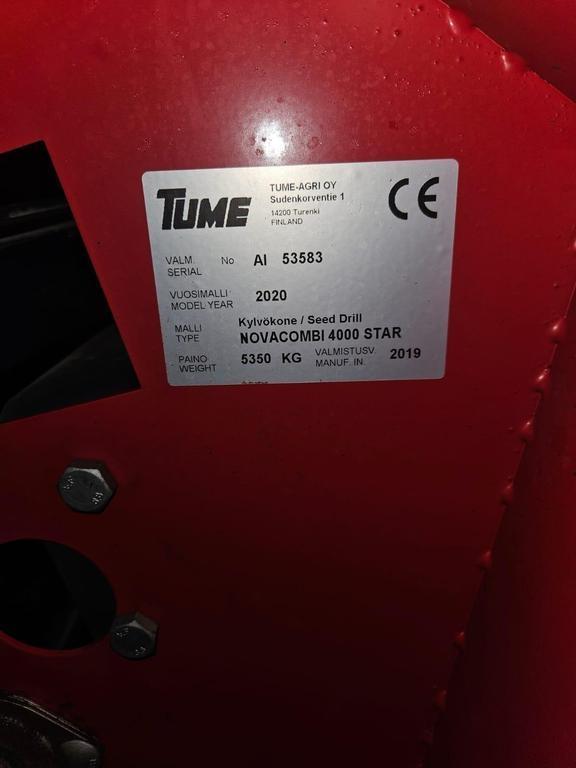 TUME
TUME-AGRI OY
Sudenkorventie 1
14200 Turenki
FINLAND
CE
VALM. No AI 53583
SERIAL
VUOSIMALLI 2020
MODEL YEAR
Kylvökone / Seed Drill
MALLI
TYPE NOVACOMBI 4000 STAR
PAINO 5350 KG VALMISTUSV. 2019
WEIGHT MANUF. IN.